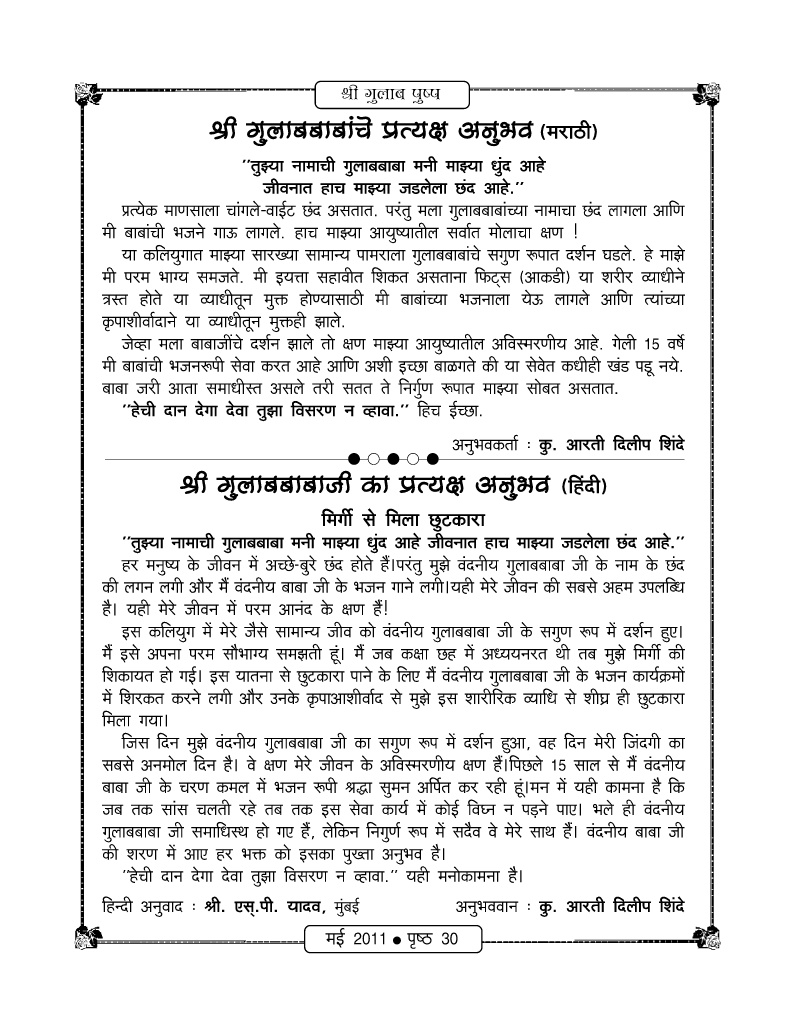 श्री गुलाब पुष्प
श्री गुलाबबाबांचे प्रत्यक्ष अनुभव (मराठी)
"तुझ्या नामाची गुलाबबाबा मनी माझ्या धुंद आहे
जीवनात हाच माझ्या जडलेला छंद आहे."
प्रत्येक माणसाला चांगले-वाईट छंद असतात. परंतु मला गुलाबबाबांच्या नामाचा छंद लागला आणि
मी बाबांची भजने गाऊ लागले. हाच माझ्या आयुष्यातील सर्वात मोलाचा क्षण !
या कलियुगात माझ्या सारख्या सामान्य पामराला गुलाबबाबांचे सगुण रूपात दर्शन घडले. हे माझे
मी परम भाग्य समजते. मी इयत्ता सहावीत शिकत असताना फिट्स (आकडी) या शरीर व्याधीने
त्रस्त होते या व्याधीतून मुक्त होण्यासाठी मी बाबांच्या भजनाला येऊ लागले आणि त्यांच्या
कृपाशीर्वादाने या व्याधीतून मुक्तही झाले.
जेव्हा मला बाबाजींचे दर्शन झाले तो क्षण माझ्या आयुष्यातील अविस्मरणीय आहे. गेली 15 वर्षे
मी बाबांची भजनरूपी सेवा करत आहे आणि अशी इच्छा बाळगते की या सेवेत कधीही खंड पडू नये.
बाबा जरी आता समाधीस्त असले तरी सतत ते निर्गुण रूपात माझ्या सोबत असतात.
"हेची दान देगा देवा तुझा विसरण न व्हावा." हिच ईच्छा.
अनुभवकर्ता : कु. आरती दिलीप शिंदे
श्री गुलाबबाबाजी का प्रत्यक्ष अनुभव (हिंदी)
मिर्गी से मिला छुटकारा
"तुझ्या नामाची गुलाबबाबा मनी माझ्या धुंद आहे जीवनात हाच माझ्या जडलेला छंद आहे."
हर मनुष्य के जीवन में अच्छे-बुरे छंद होते हैं।परंतु मुझे वंदनीय गुलाबबाबा जी के नाम के छंद
की लगन लगी और मैं वंदनीय बाबा जी के भजन गाने लगी।यही मेरे जीवन की सबसे अहम उपलब्धि
है। यही मेरे जीवन में परम आनंद के क्षण हैं!
इस कलियुग में मेरे जैसे सामान्य जीव को वंदनीय गुलाबबाबा जी के सगुण रूप में दर्शन हुए।
मैं इसे अपना परम सौभाग्य समझती हूं। मैं जब कक्षा छह में अध्ययनरत थी तब मुझे मिर्गी की
शिकायत हो गई। इस यातना से छुटकारा पाने के लिए मैं वंदनीय गुलाबबाबा जी के भजन कार्यक्रमों
में शिरकत करने लगी और उनके कृपाआशीर्वाद से मुझे इस शारीरिक व्याधि से शीघ्र ही छुटकारा
मिला गया।
जिस दिन मुझे वंदनीय गुलाबबाबा जी का सगुण रूप में दर्शन हुआ, वह दिन मेरी जिंदगी का
सबसे अनमोल दिन है। वे क्षण मेरे जीवन के अविस्मरणीय क्षण हैं।पिछले 15 साल से मैं वंदनीय
बाबा जी के चरण कमल में भजन रूपी श्रद्धा सुमन अर्पित कर रही हूं।मन में यही कामना है कि
जब तक सांस चलती रहे तब तक इस सेवा कार्य में कोई विघ्न न पड़ने पाए। भले ही वंदनीय
गुलाबबाबा जी समाधिस्थ हो गए हैं, लेकिन निगुर्ण रूप में सदैव वे मेरे साथ हैं। वंदनीय बाबा जी
की शरण में आए हर भक्त को इसका पुख्ता अनुभव है।
"हेची दान देगा देवा तुझा विसरण न व्हावा." यही मनोकामना है।
हिन्दी अनुवाद : श्री. एस्.पी. यादव, मुंबई अनुभववान : कु. आरती दिलीप शिंदे
मई 2011 ● पृष्ठ 30